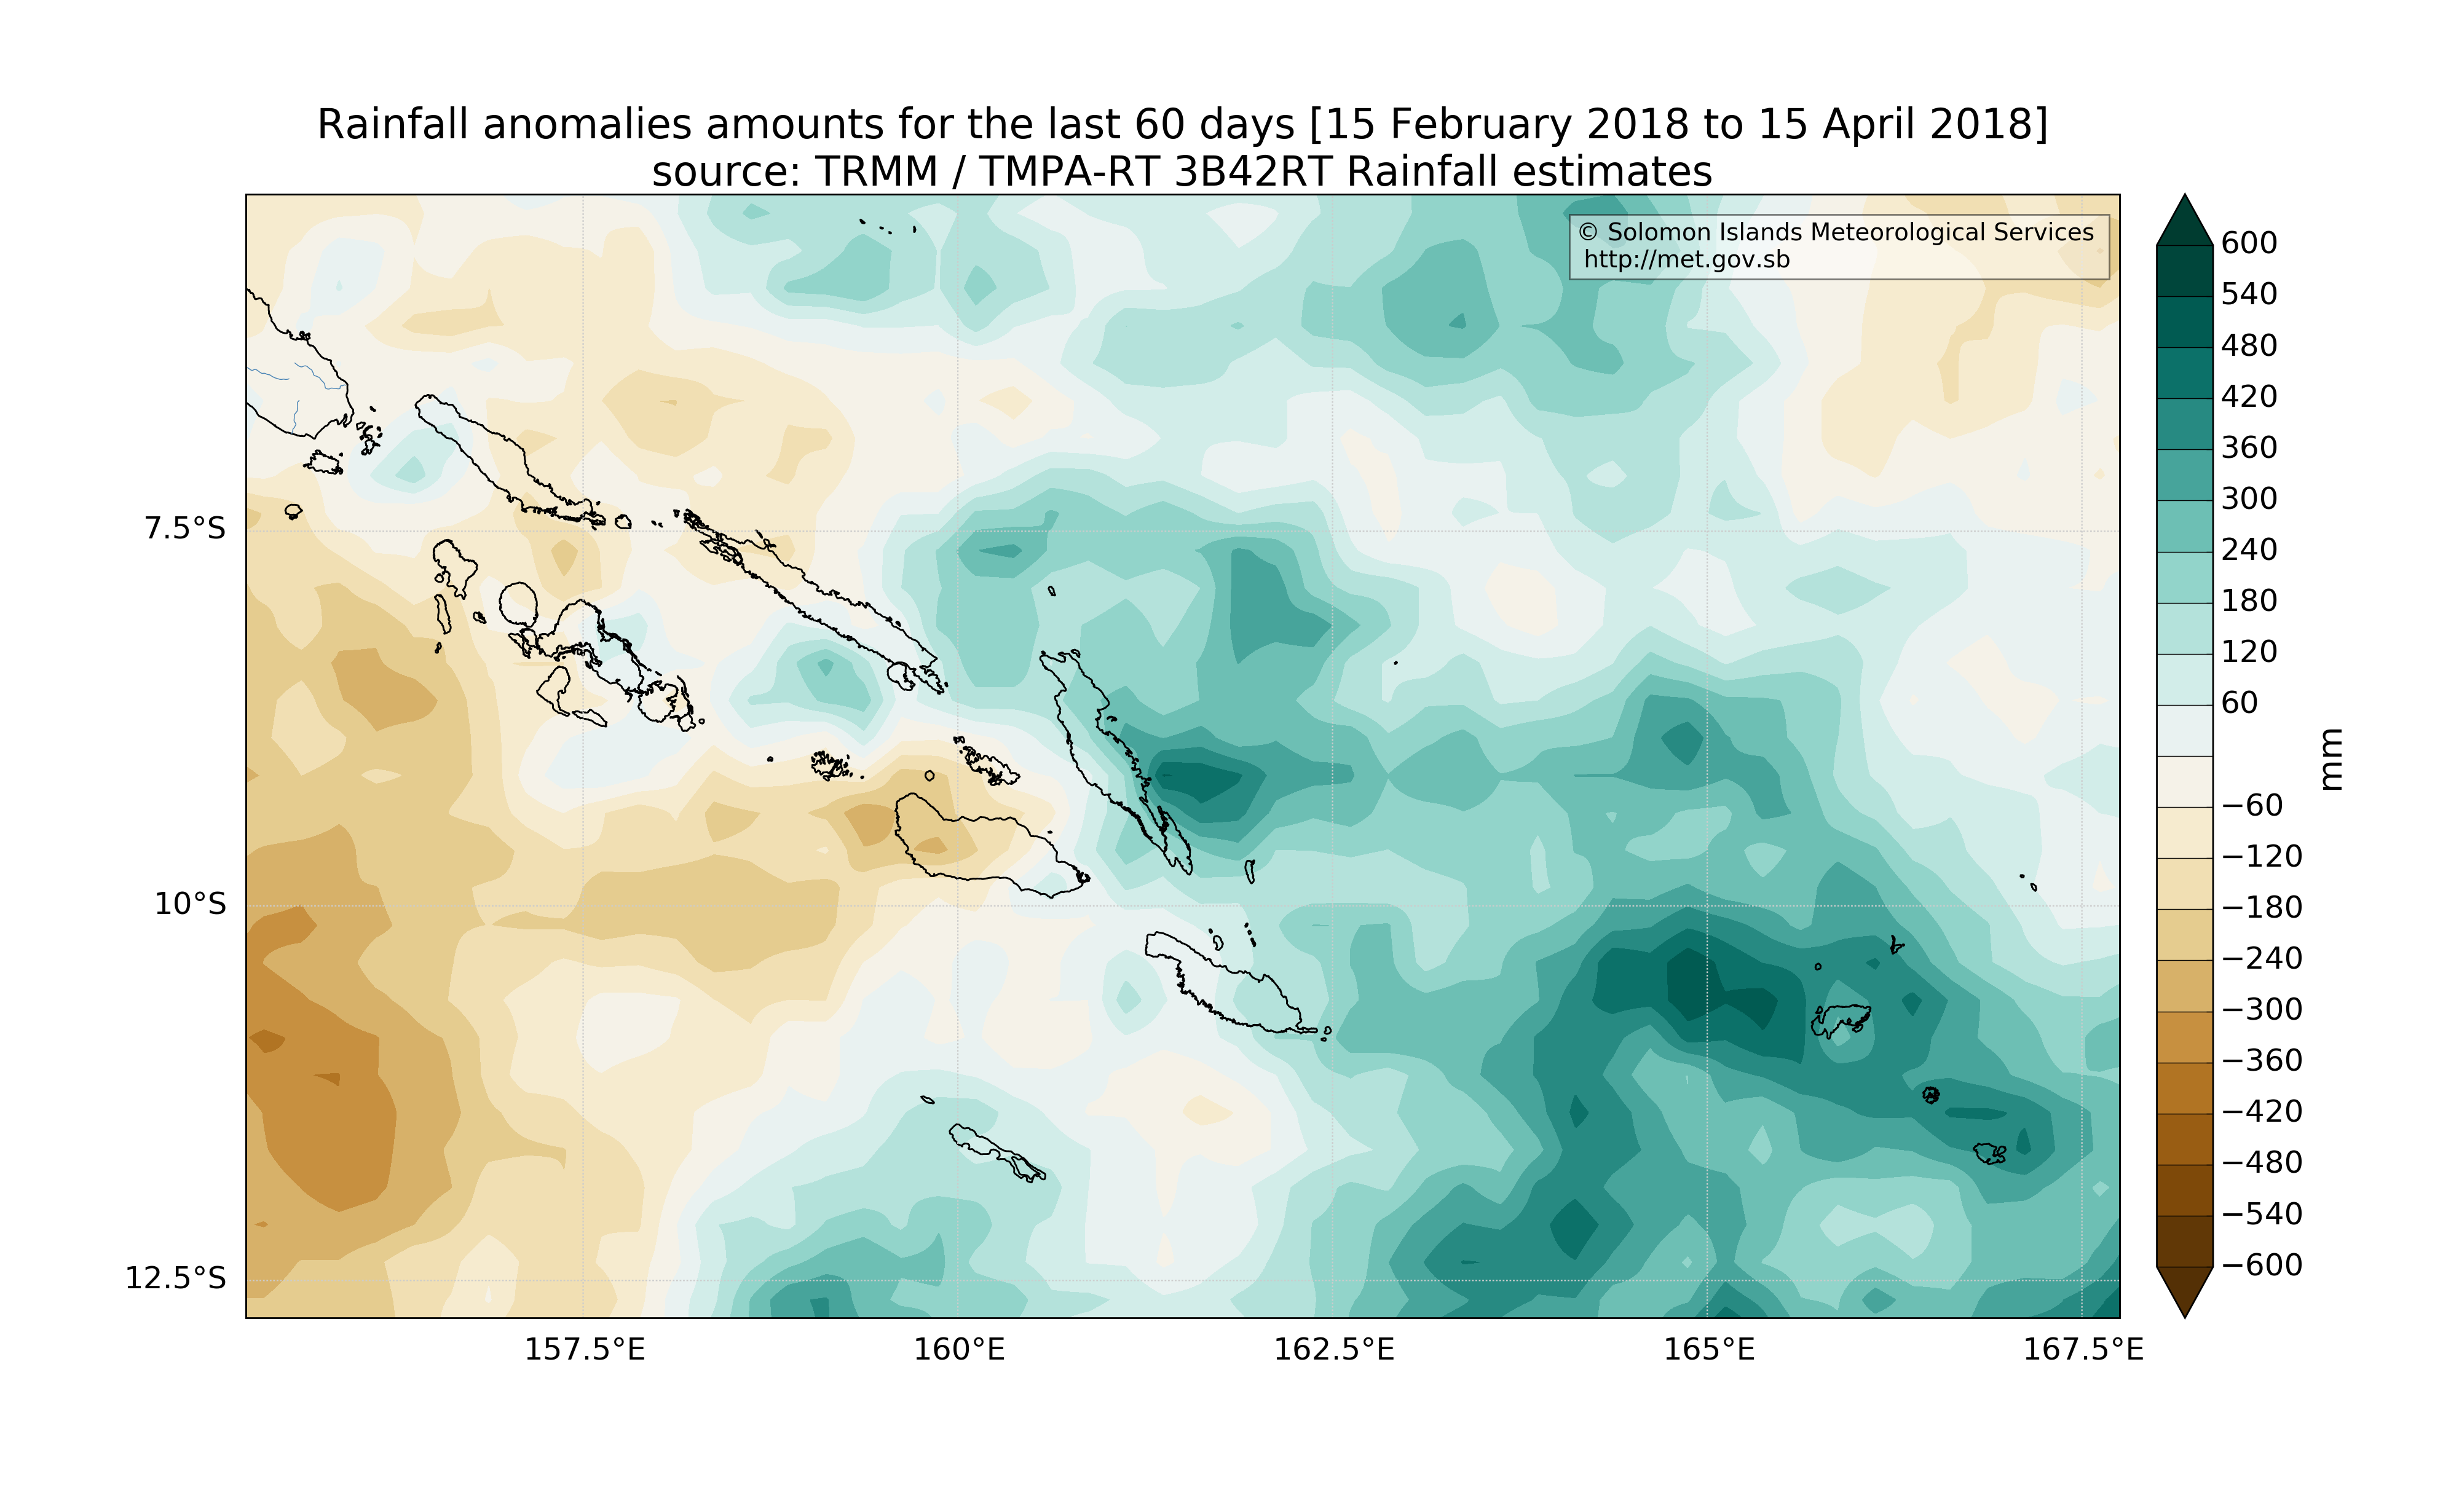 Rainfall anomalies amounts for the last 60 days [15 February 2018 to 15 April 2018]
source: TRMM / TMPA-RT 3B42RT Rainfall estimates
© Solomon Islands Meteorological Services
http://met.gov.sb
7.5°S
10°S
12.5°S
157.5°E
160°E
162.5°E
165°E
167.5°E
600
540
480
420
360
300
240
180
120
60
−60
−120
−180
−240
−300
−360
−420
−480
−540
−600
mm